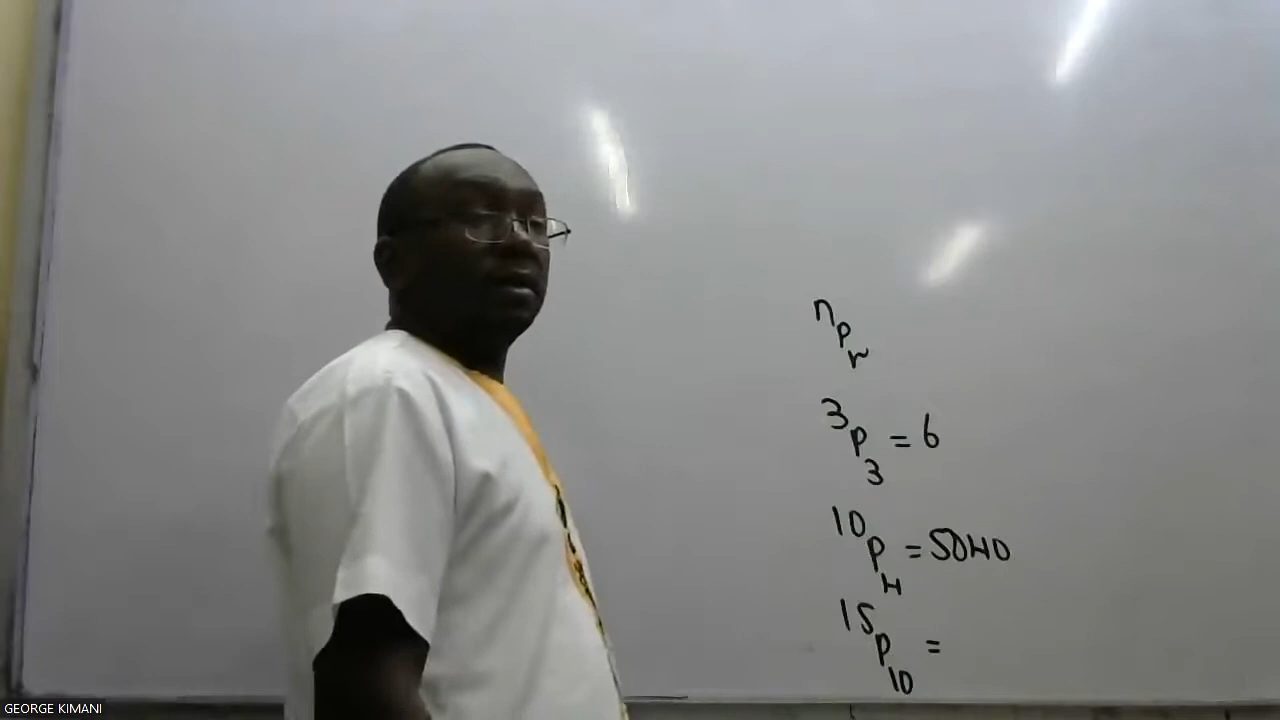 nPr
3P3 = 6
10P4 = 5040
15P10 =
GEORGE KIMANI